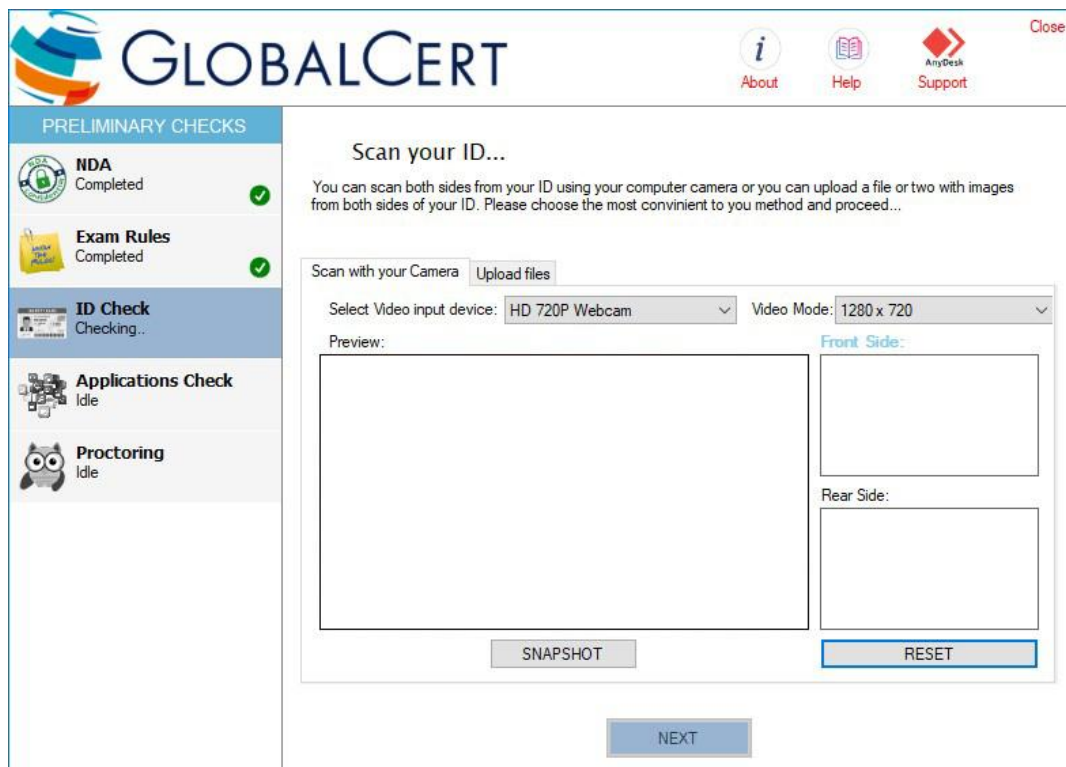 GLOBALCERT
About
Help
AnyDesk
Support
Close
PRELIMINARY CHECKS
NDA
Completed
Exam Rules
Completed
ID Check
Checking..
Applications Check
Idle
Proctoring
Idle
Scan your ID...
You can scan both sides from your ID using your computer camera or you can upload a file or two with images
from both sides of your ID. Please choose the most convinient to you method and proceed...
Scan with your Camera
Upload files
Select Video input device: HD 720P Webcam
Video Mode: 1280 x 720
Preview:
Front Side:
Rear Side:
SNAPSHOT
RESET
NEXT